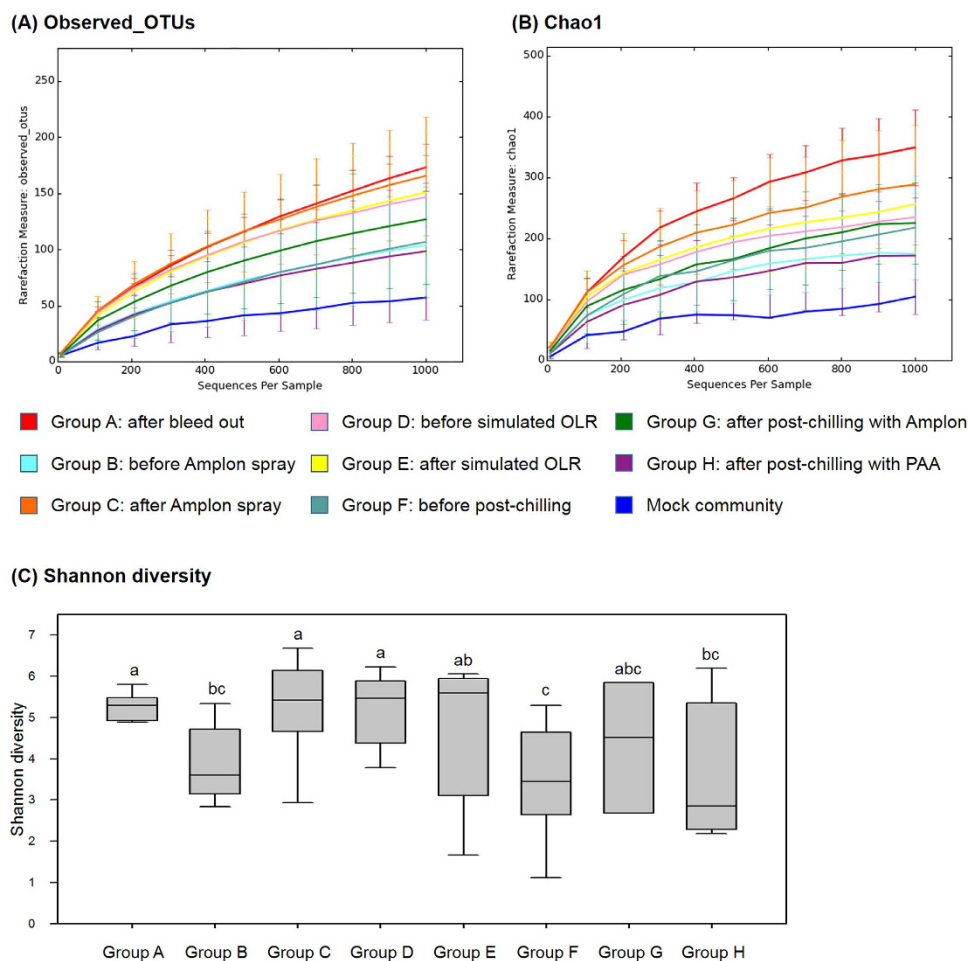 (A) Observed_OTUs
(B) Chao1
Rarefraction Measure: observed_otus
250
200
150
100
50
0
0 200 400 600 800 1000
Sequences Per Sample
Rarefraction Measure: chao1
500
400
300
200
100
0
0 200 400 600 800 1000
Sequences Per Sample
Group A: after bleed out
Group D: before simulated OLR
Group G: after post-chilling with Amplon
Group B: before Amplon spray
Group E: after simulated OLR
Group H: after post-chilling with PAA
Group C: after Amplon spray
Group F: before post-chilling
Mock community
(C) Shannon diversity
Shannon diversity
7
6
5
4
3
2
1
0
a bc a a ab c abc bc
Group A Group B Group C Group D Group E Group F Group G Group H